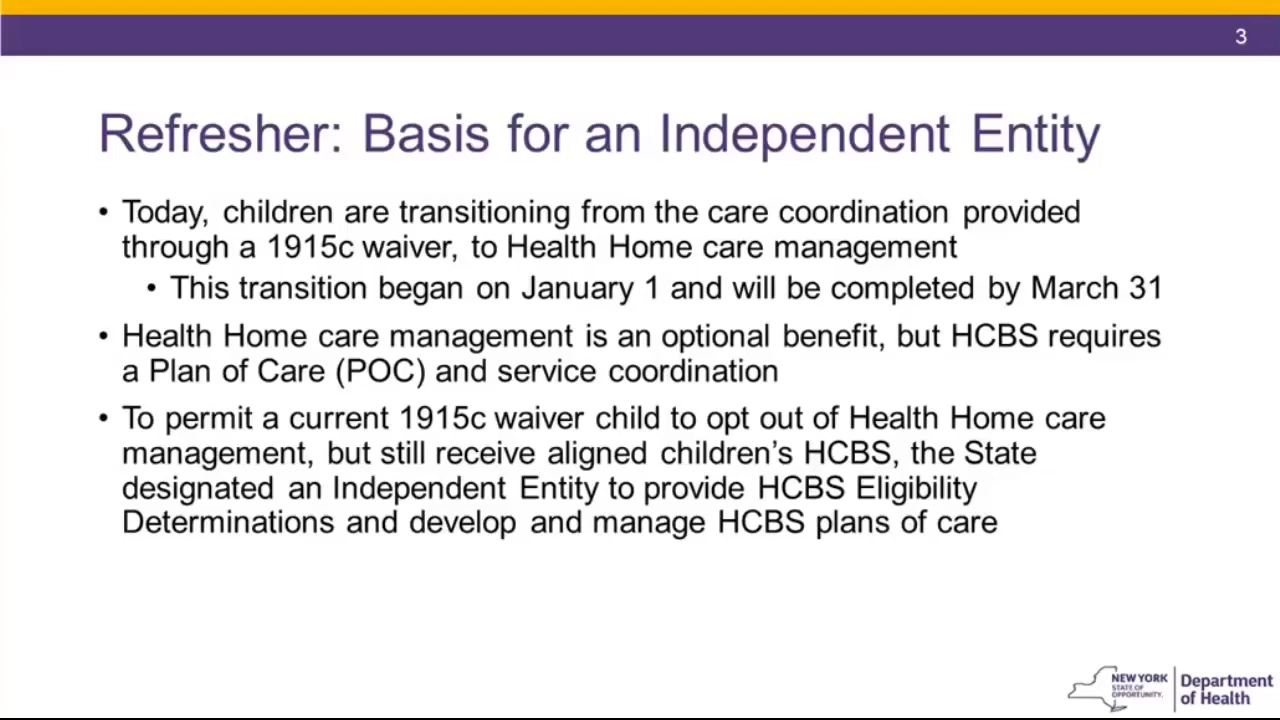 3
Refresher: Basis for an Independent Entity
• Today, children are transitioning from the care coordination provided
through a 1915c waiver, to Health Home care management
• This transition began on January 1 and will be completed by March 31
• Health Home care management is an optional benefit, but HCBS requires
a Plan of Care (POC) and service coordination
• To permit a current 1915c waiver child to opt out of Health Home care
management, but still receive aligned children’s HCBS, the State
designated an Independent Entity to provide HCBS Eligibility
Determinations and develop and manage HCBS plans of care
NEW YORK
STATE OF
OPPORTUNITY.
Department
of Health